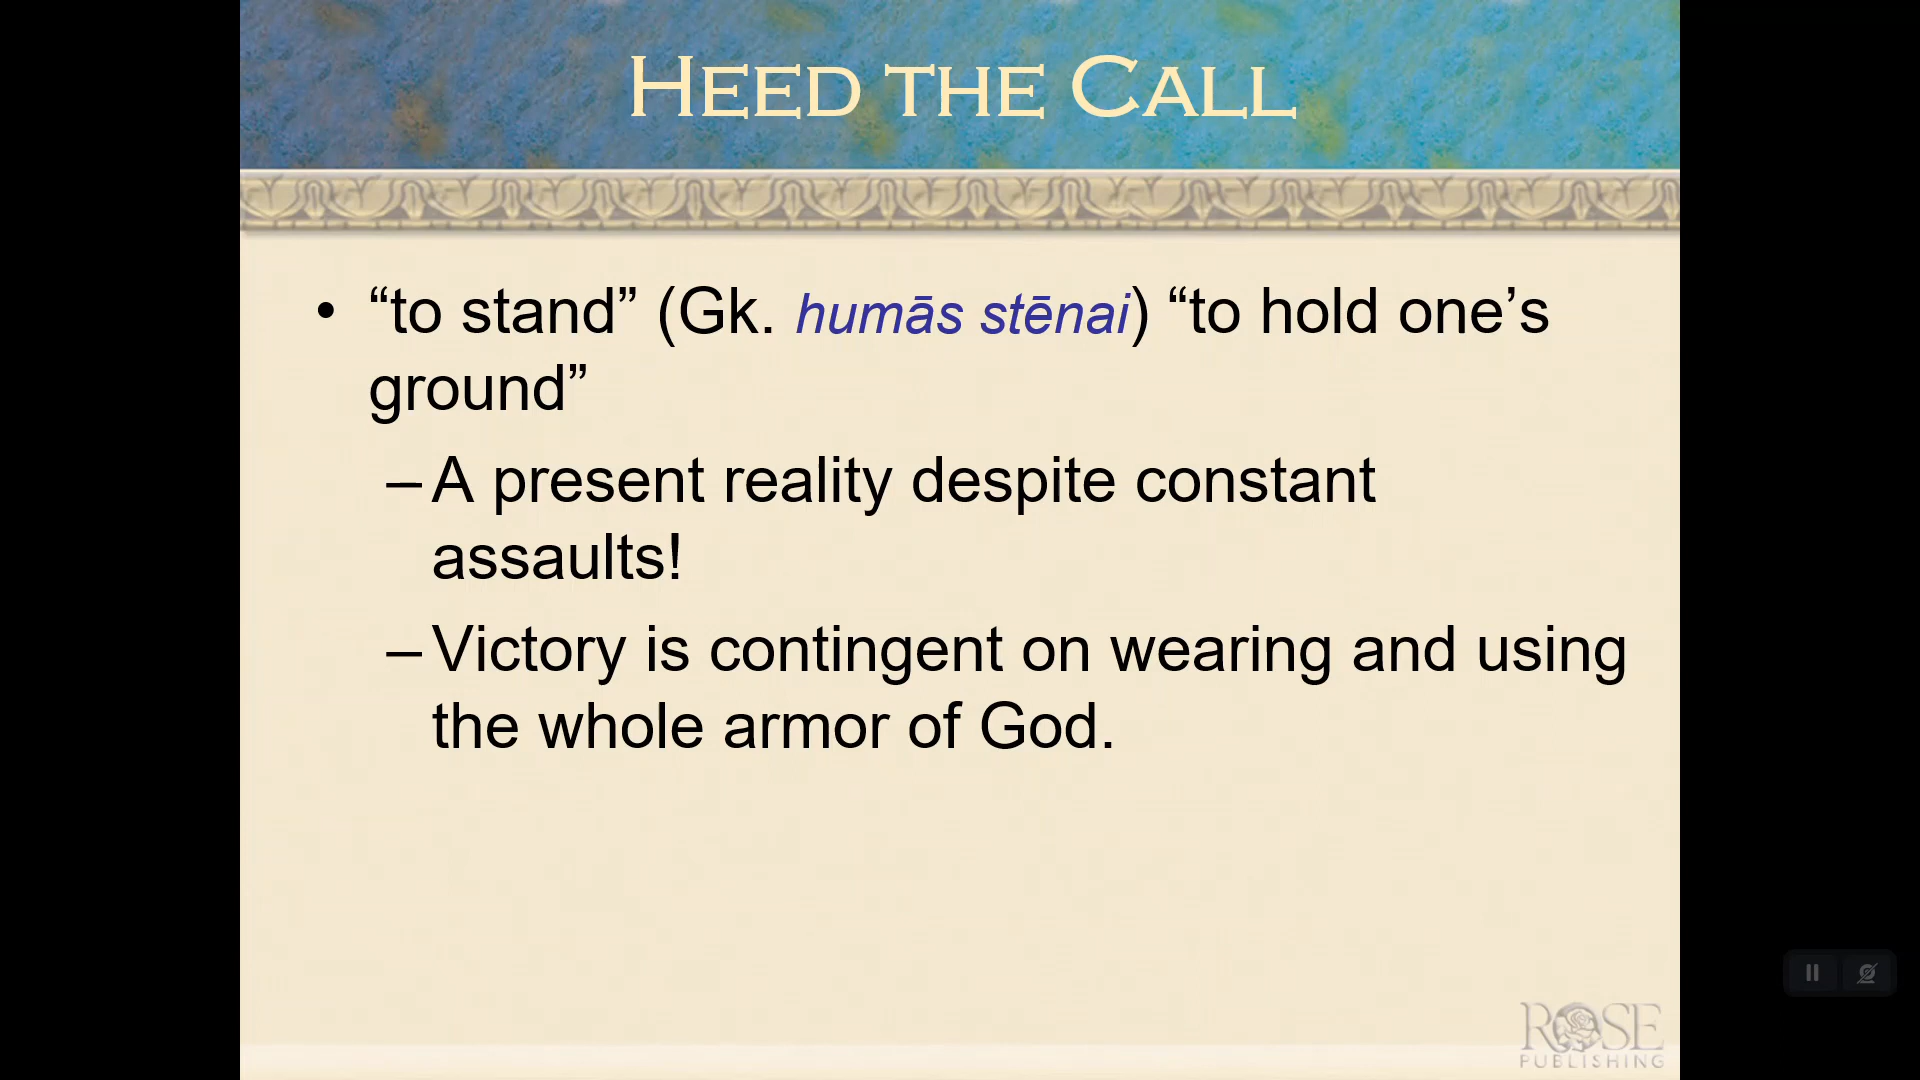 HEED THE CALL
• “to stand” (Gk. humās stēnai) “to hold one’s
ground”
– A present reality despite constant
assaults!
– Victory is contingent on wearing and using
the whole armor of God.
ROSE
PUBLISHING